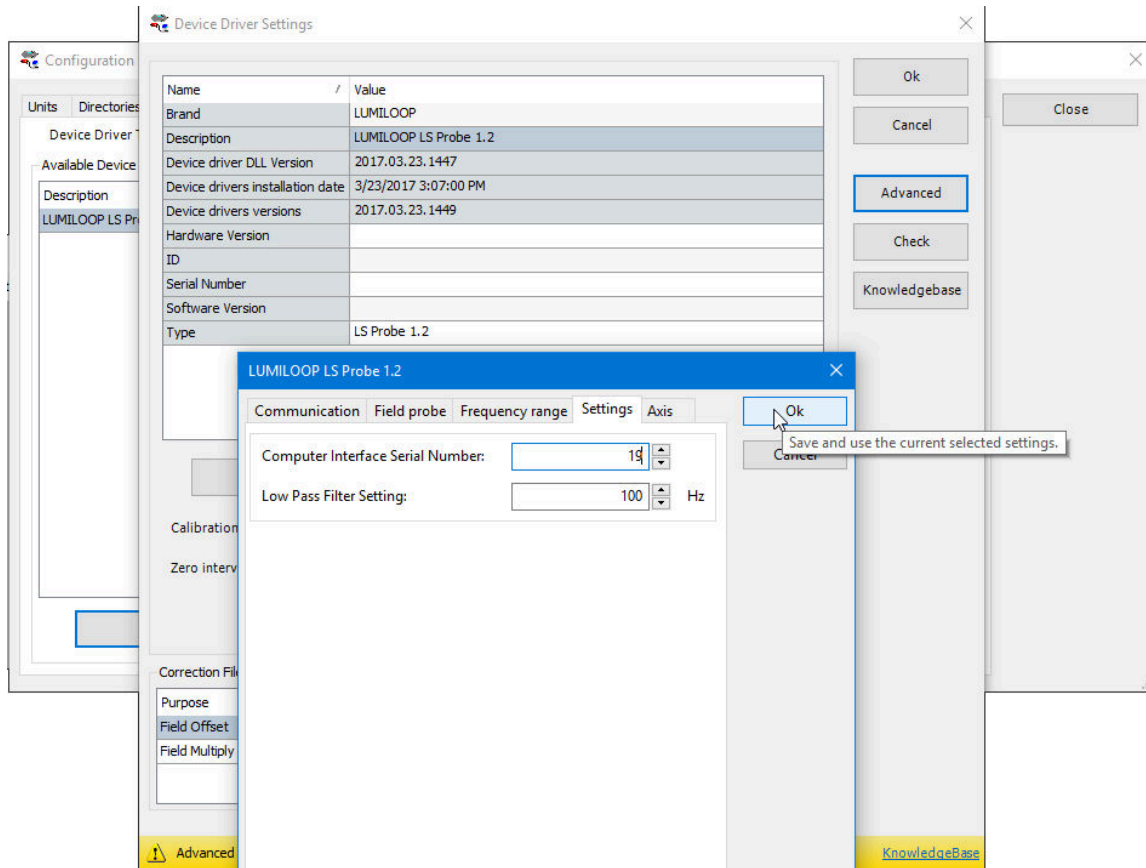 Device Driver Settings
Configuration
Units Directories
Device Driver
Available Device
Description
LUMILOOP LS Pr
Close
Name / Value
Brand LUMILOOP
Description LUMILOOP LS Probe 1.2
Device driver DLL Version 2017.03.23.1447
Device drivers installation date 3/23/2017 3:07:00 PM
Device drivers versions 2017.03.23.1449
Hardware Version
ID
Serial Number
Software Version
Type LS Probe 1.2
Ok
Cancel
Advanced
Check
Knowledgebase
Calibration
Zero interv
Correction File
Purpose
Field Offset
Field Multiply
Advanced
KnowledgeBase
LUMILOOP LS Probe 1.2
Communication Field probe Frequency range Settings Axis
Computer Interface Serial Number: 19
Low Pass Filter Setting: 100 Hz
Ok
Save and use the current selected settings.
Cancel